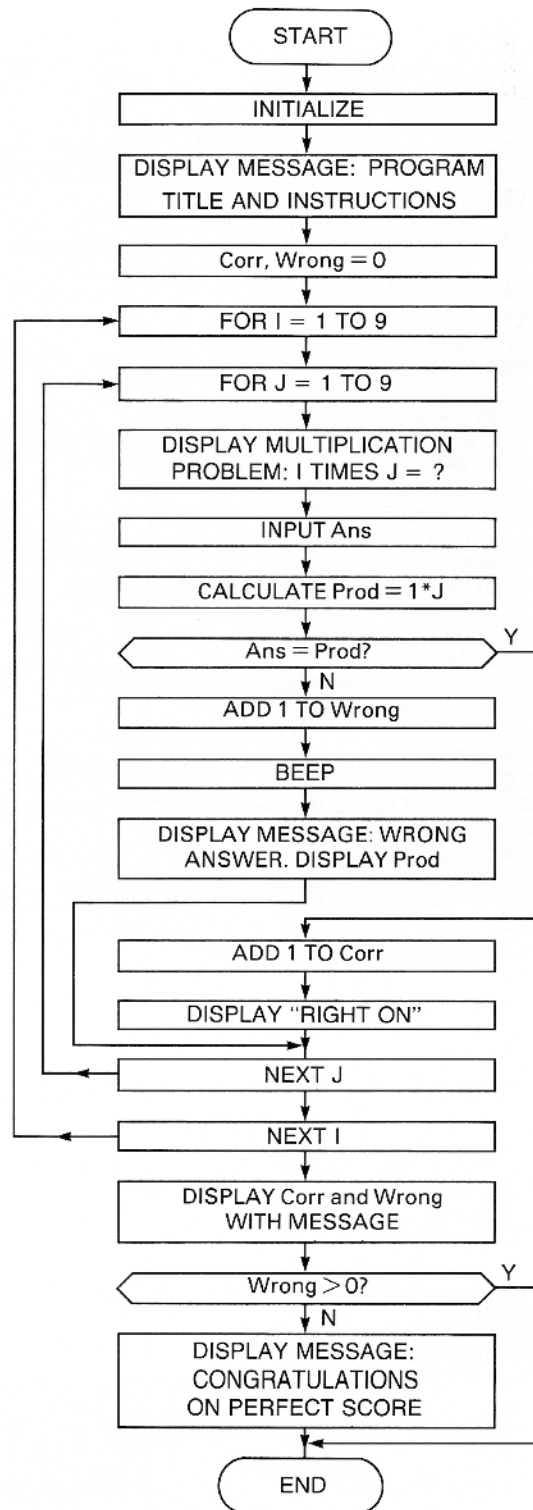 START
INITIALIZE
DISPLAY MESSAGE: PROGRAM
TITLE AND INSTRUCTIONS
Corr, Wrong = 0
FOR I = 1 TO 9
FOR J = 1 TO 9
DISPLAY MULTIPLICATION
PROBLEM: I TIMES J = ?
INPUT Ans
CALCULATE Prod = 1*J
Ans = Prod?
Y
N
ADD 1 TO Wrong
BEEP
DISPLAY MESSAGE: WRONG
ANSWER. DISPLAY Prod
ADD 1 TO Corr
DISPLAY “RIGHT ON”
NEXT J
NEXT I
DISPLAY Corr and Wrong
WITH MESSAGE
Wrong > 0?
Y
N
DISPLAY MESSAGE:
CONGRATULATIONS
ON PERFECT SCORE
END